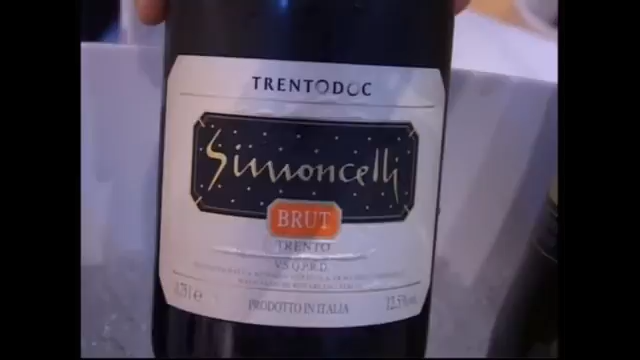 TRENTODOC
Simoncelli
BRUT
TRENTO
V.S.Q.P.R.D.
0,75 l e
PRODOTTO IN ITALIA
12,5% vol